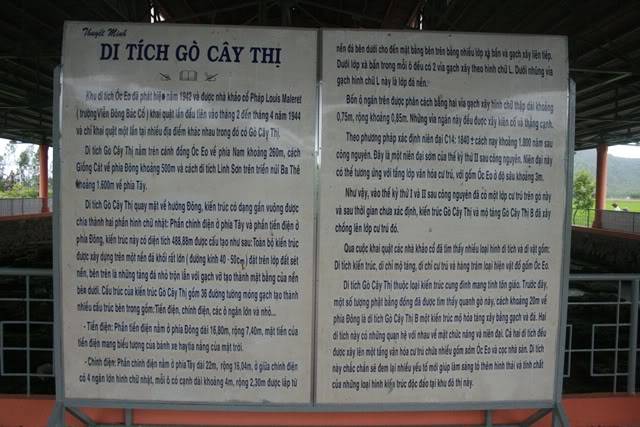 Thuyết Minh
DI TÍCH GÒ CÂY THỊ
Khu di tích Óc Eo đã phát hiện năm 1942 và được nhà khảo cổ Pháp Louis Maleret
( trường Viễn Đông Bác Cổ ) khai quật lần đầu tiên vào tháng 2 đến tháng 4 năm 1944
và chỉ khai quật một lần tại nhiều địa điểm khác nhau trong đó có Gò Cây Thị.
Di tích Gò Cây Thị nằm trên cánh đồng Óc Eo về phía Nam khoảng 260m, cách
Giồng Cát về phía Đông khoảng 500m và cách di tích Linh Sơn trên triền núi Ba Thê
khoảng 1.600m về phía Tây.
Di tích Gò Cây Thị quay mặt về hướng Đông, kiến trúc có dạng gần vuông được
chia thành hai phần hình chữ nhật: Phần chính điện ở phía Tây và phần tiền điện ở
phía Đông, kiến trúc này có diện tích 488,88m được cấu tạo như sau: Toàn bộ kiến trúc
được xây dựng trên một nền đá khối rất lớn ( đường kính 40 - 50cm ) đặt trên lớp đất sét
nền, bên trên là những tảng đá nhỏ trộn lẫn với gạch vỡ tạo thành mặt bằng của nền
bên dưới. Cấu trúc của kiến trúc Gò Cây Thị gồm 36 đường tường móng gạch tạo thành
nhiều cấu trúc bên trong gồm: Tiền điện, chính điện, các ô ngăn lớn và nhỏ...
- Tiền điện: Phần tiền điện nằm ở phía Đông dài 16,80m, rộng 7,40m, mặt tiền của
tiền điện mang biểu tượng của bánh xe hay tia nắng của mặt trời.
- Chính điện: Phần chính điện nằm ở phía Tây dài 22m, rộng 16,04m, ở giữa chính điện
có 4 ngăn lớn hình chữ nhật, mỗi ô có cạnh dài khoảng 4m, rộng 2,30m được lấp từ
nền đá bên dưới cho đến mặt bằng bên trên bằng nhiều lớp xà bần và gạch xây liên tiếp.
Dưới lớp xà bần trong mỗi ô đều có 2 vỉa gạch xây theo hình chữ L. Dưới những vỉa
gạch hình chữ L này là lớp đá nền.
Bốn ô ngăn trên được phân cách bằng hai vỉa gạch xây hình chữ thập dài khoảng
0,75m, rộng khoảng 0,85m. Những vỉa ngăn này đều được xây kiên cố và thẳng cạnh.
Theo phương pháp xác định niên đại C14: 1840 ± cách nay khoảng 1.800 năm sau
công nguyên. Đây là một niên đại sớm của thế kỷ thứ II sau công nguyên. Niên đại này
có thể tương ứng với tầng lớp văn hóa cư trú, với gốm Óc Eo ở độ sâu khoảng 3m.
Như vậy, vào thế kỷ thứ I và II sau công nguyên đã có một lớp cư trú trên gò này
và sau thời gian chưa xác định, kiến trúc Gò Cây Thị và mộ táng Gò Cây Thị B đã xây
chồng lên lớp cư trú đó.
Qua cuộc khai quật các nhà khảo cổ đã tìm thấy nhiều loại hình di tích và di vật gồm:
Di tích kiến trúc, di chỉ mộ táng, di chỉ cư trú và hàng trăm loại hiện vật đồ gốm Óc Eo.
Di tích Gò Cây Thị thuộc loại kiến trúc cung đình mang tính tôn giáo. Trước đây,
một số tượng phật bằng đồng đã được tìm thấy quanh gò này, cách khoảng 20m về
phía Đông là di tích Gò Cây Thị B một kiến trúc mộ hỏa táng xây bằng gạch và đá. Hai
di tích này có những quan hệ với nhau về mặt chức năng và niên đại. Cả hai di tích đều
được xây lên một tầng văn hóa cư trú chứa nhiều gốm sớm Óc Eo và cọc nhà sàn. Di tích
này chắc chắn sẽ đem lại nhiều yếu tố mới giúp làm sáng tỏ thêm hình thái và tính chất
của những loại hình kiến trúc độc đáo tại khu đô thị này.